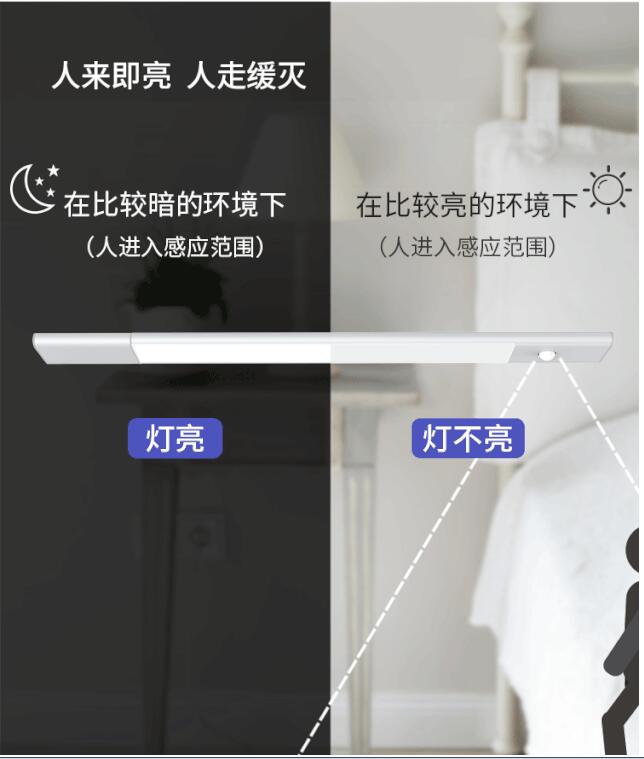 人来即亮 人走缓灭
在比较暗的环境下
（人进入感应范围）
在比较亮的环境下
（人进入感应范围）
灯亮
灯不亮